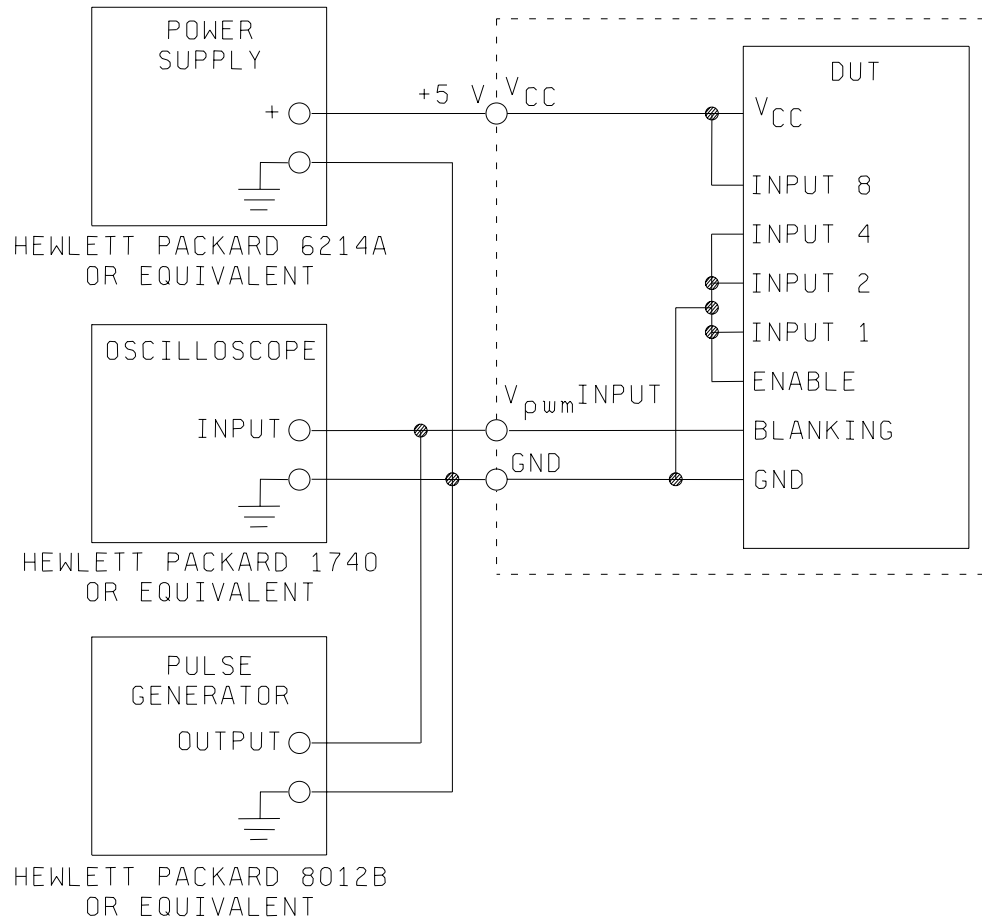 POWER
SUPPLY
+
HEWLETT PACKARD 6214A
OR EQUIVALENT
+5 V
VCC
DUT
VCC
INPUT 8
INPUT 4
INPUT 2
INPUT 1
ENABLE
BLANKING
GND
OSCILLOSCOPE
INPUT
HEWLETT PACKARD 1740
OR EQUIVALENT
Vpwm INPUT
GND
PULSE
GENERATOR
OUTPUT
HEWLETT PACKARD 8012B
OR EQUIVALENT